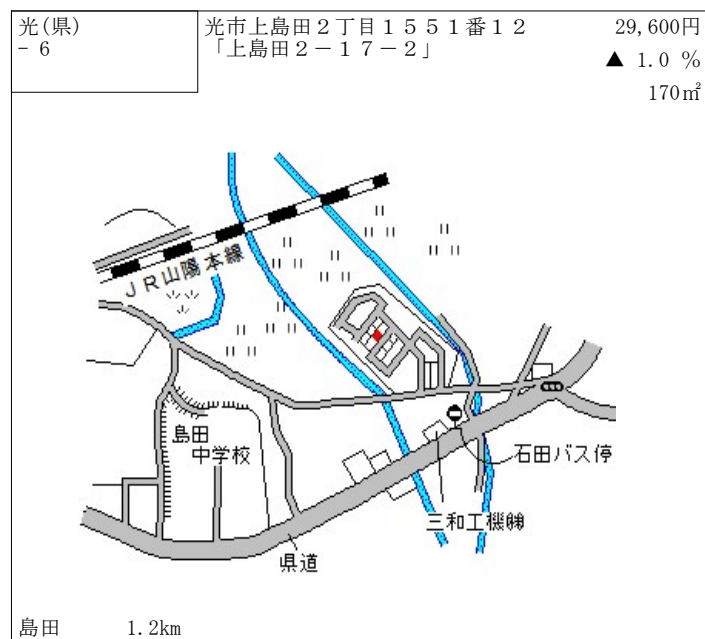 光(県)
－6
光市上島田２丁目１５５１番１２
「上島田２－１７－２」
29,600円
▲ 1.0 %
170㎡
ＪＲ山陽本線
島田
中学校
石田バス停
三和工機㈱
県道
島田 1.2km